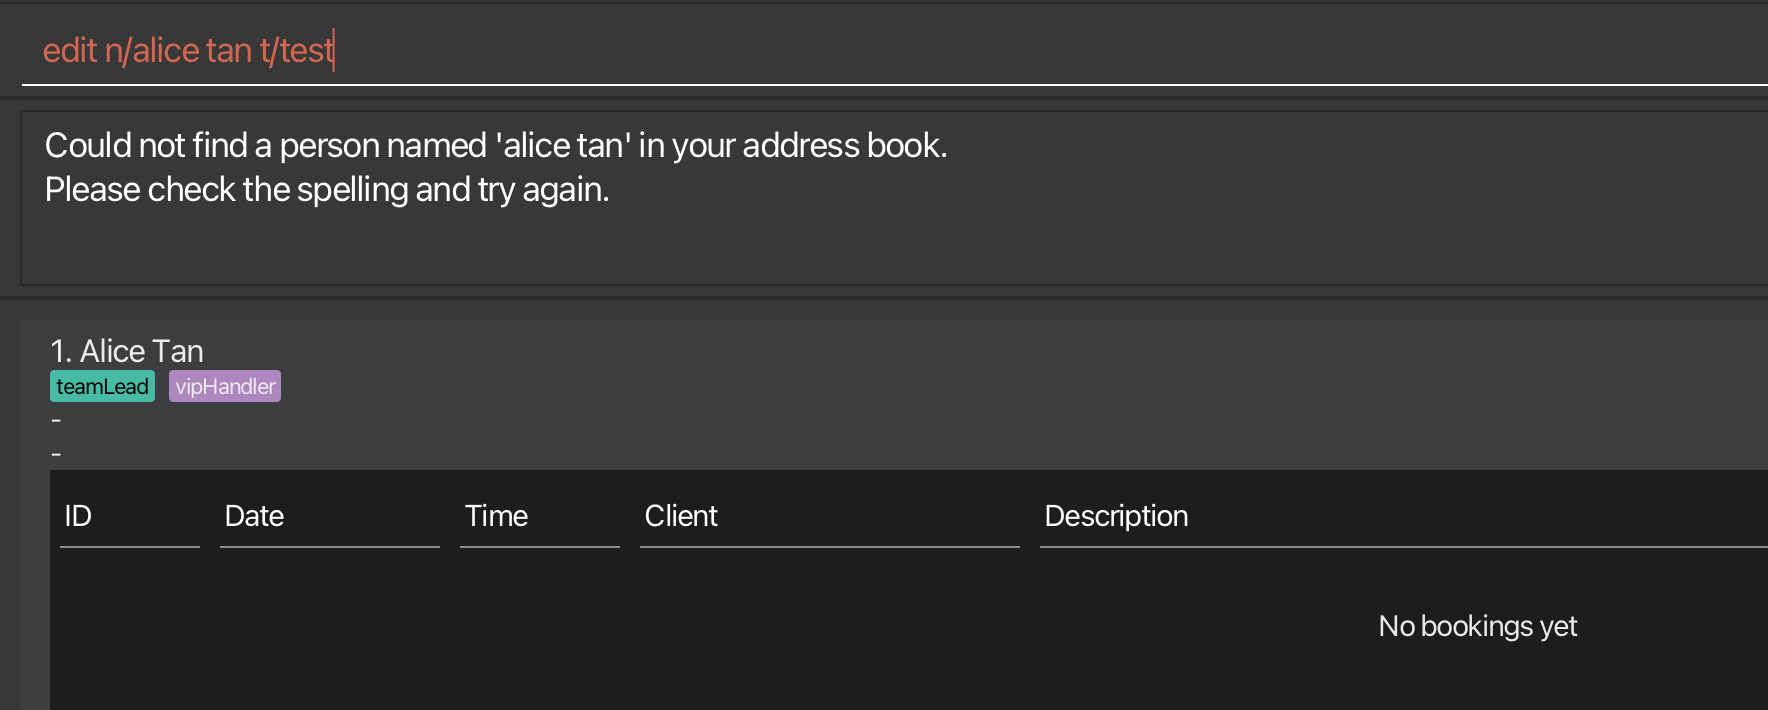 edit n/alice tan t/test
Could not find a person named 'alice tan' in your address book.
Please check the spelling and try again.
1. Alice Tan
teamLead vipHandler
-
-
ID Date Time Client Description
No bookings yet